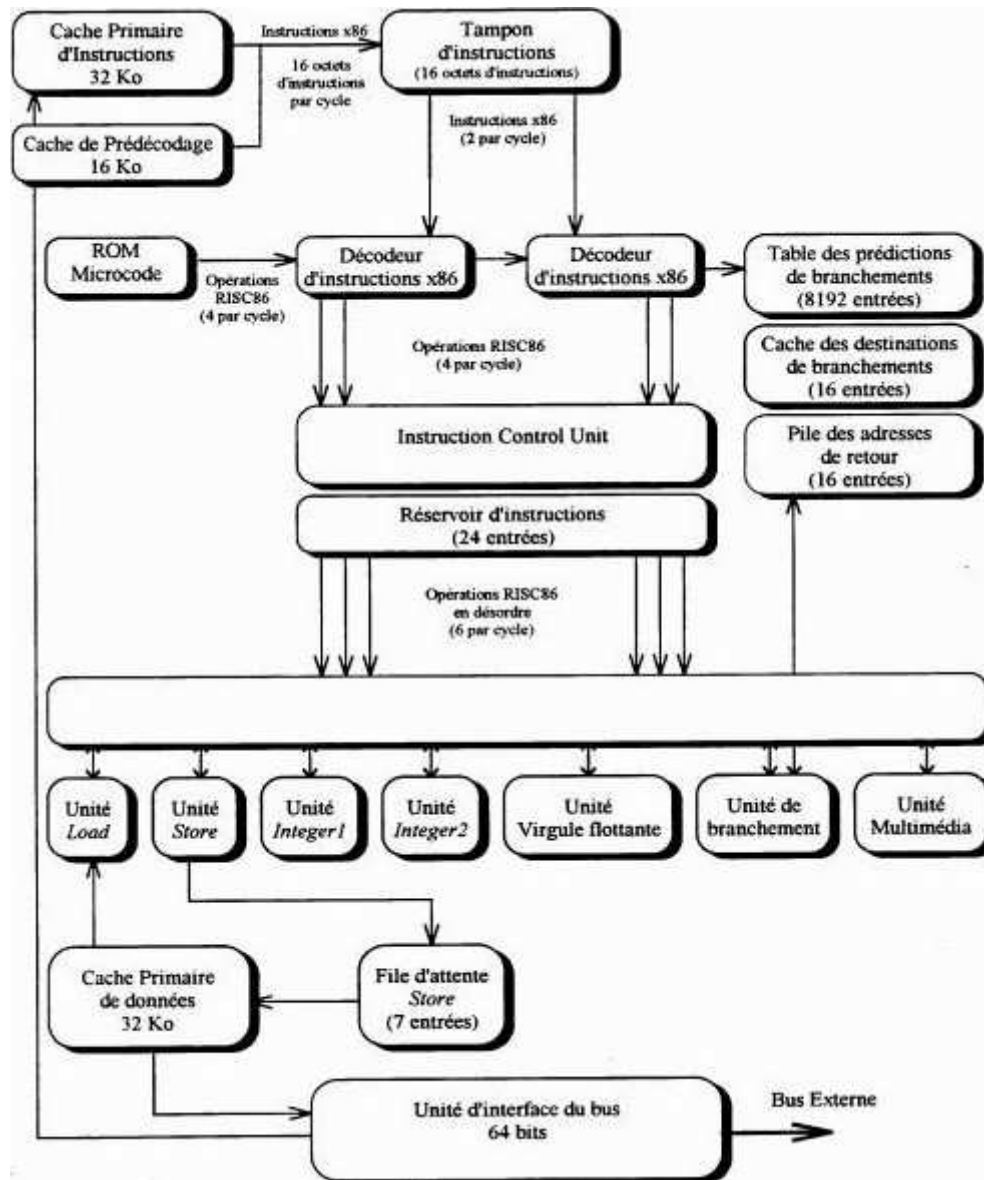 Cache Primaire
d'Instructions
32 Ko
Instructions x86
16 octets
d'instructions
par cycle
Tampon
d'instructions
(16 octets d'instructions)
Cache de Prédécodage
16 Ko
Instructions x86
(2 par cycle)
ROM
Microcode
Opérations
RISC86
(4 par cycle)
Décodeur
d'instructions x86
Décodeur
d'instructions x86
Table des prédictions
de branchements
(8192 entrées)
Opérations RISC86
(4 par cycle)
Cache des destinations
de branchements
(16 entrées)
Instruction Control Unit
Pile des adresses
de retour
(16 entrées)
Réservoir d'instructions
(24 entrées)
Opérations RISC86
en désordre
(6 par cycle)
Unité
Load
Unité
Store
Unité
Integer1
Unité
Integer2
Unité
Virgule flottante
Unité de
branchement
Unité
Multimédia
Cache Primaire
de données
32 Ko
File d'attente
Store
(7 entrées)
Unité d'interface du bus
64 bits
Bus Externe